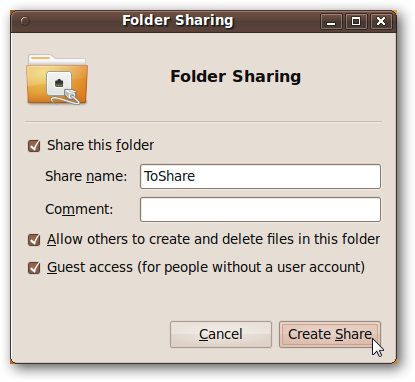 Folder Sharing
Folder Sharing
Share this folder
Share name: ToShare
Comment:
Allow others to create and delete files in this folder
Guest access (for people without a user account)
Cancel Create Share